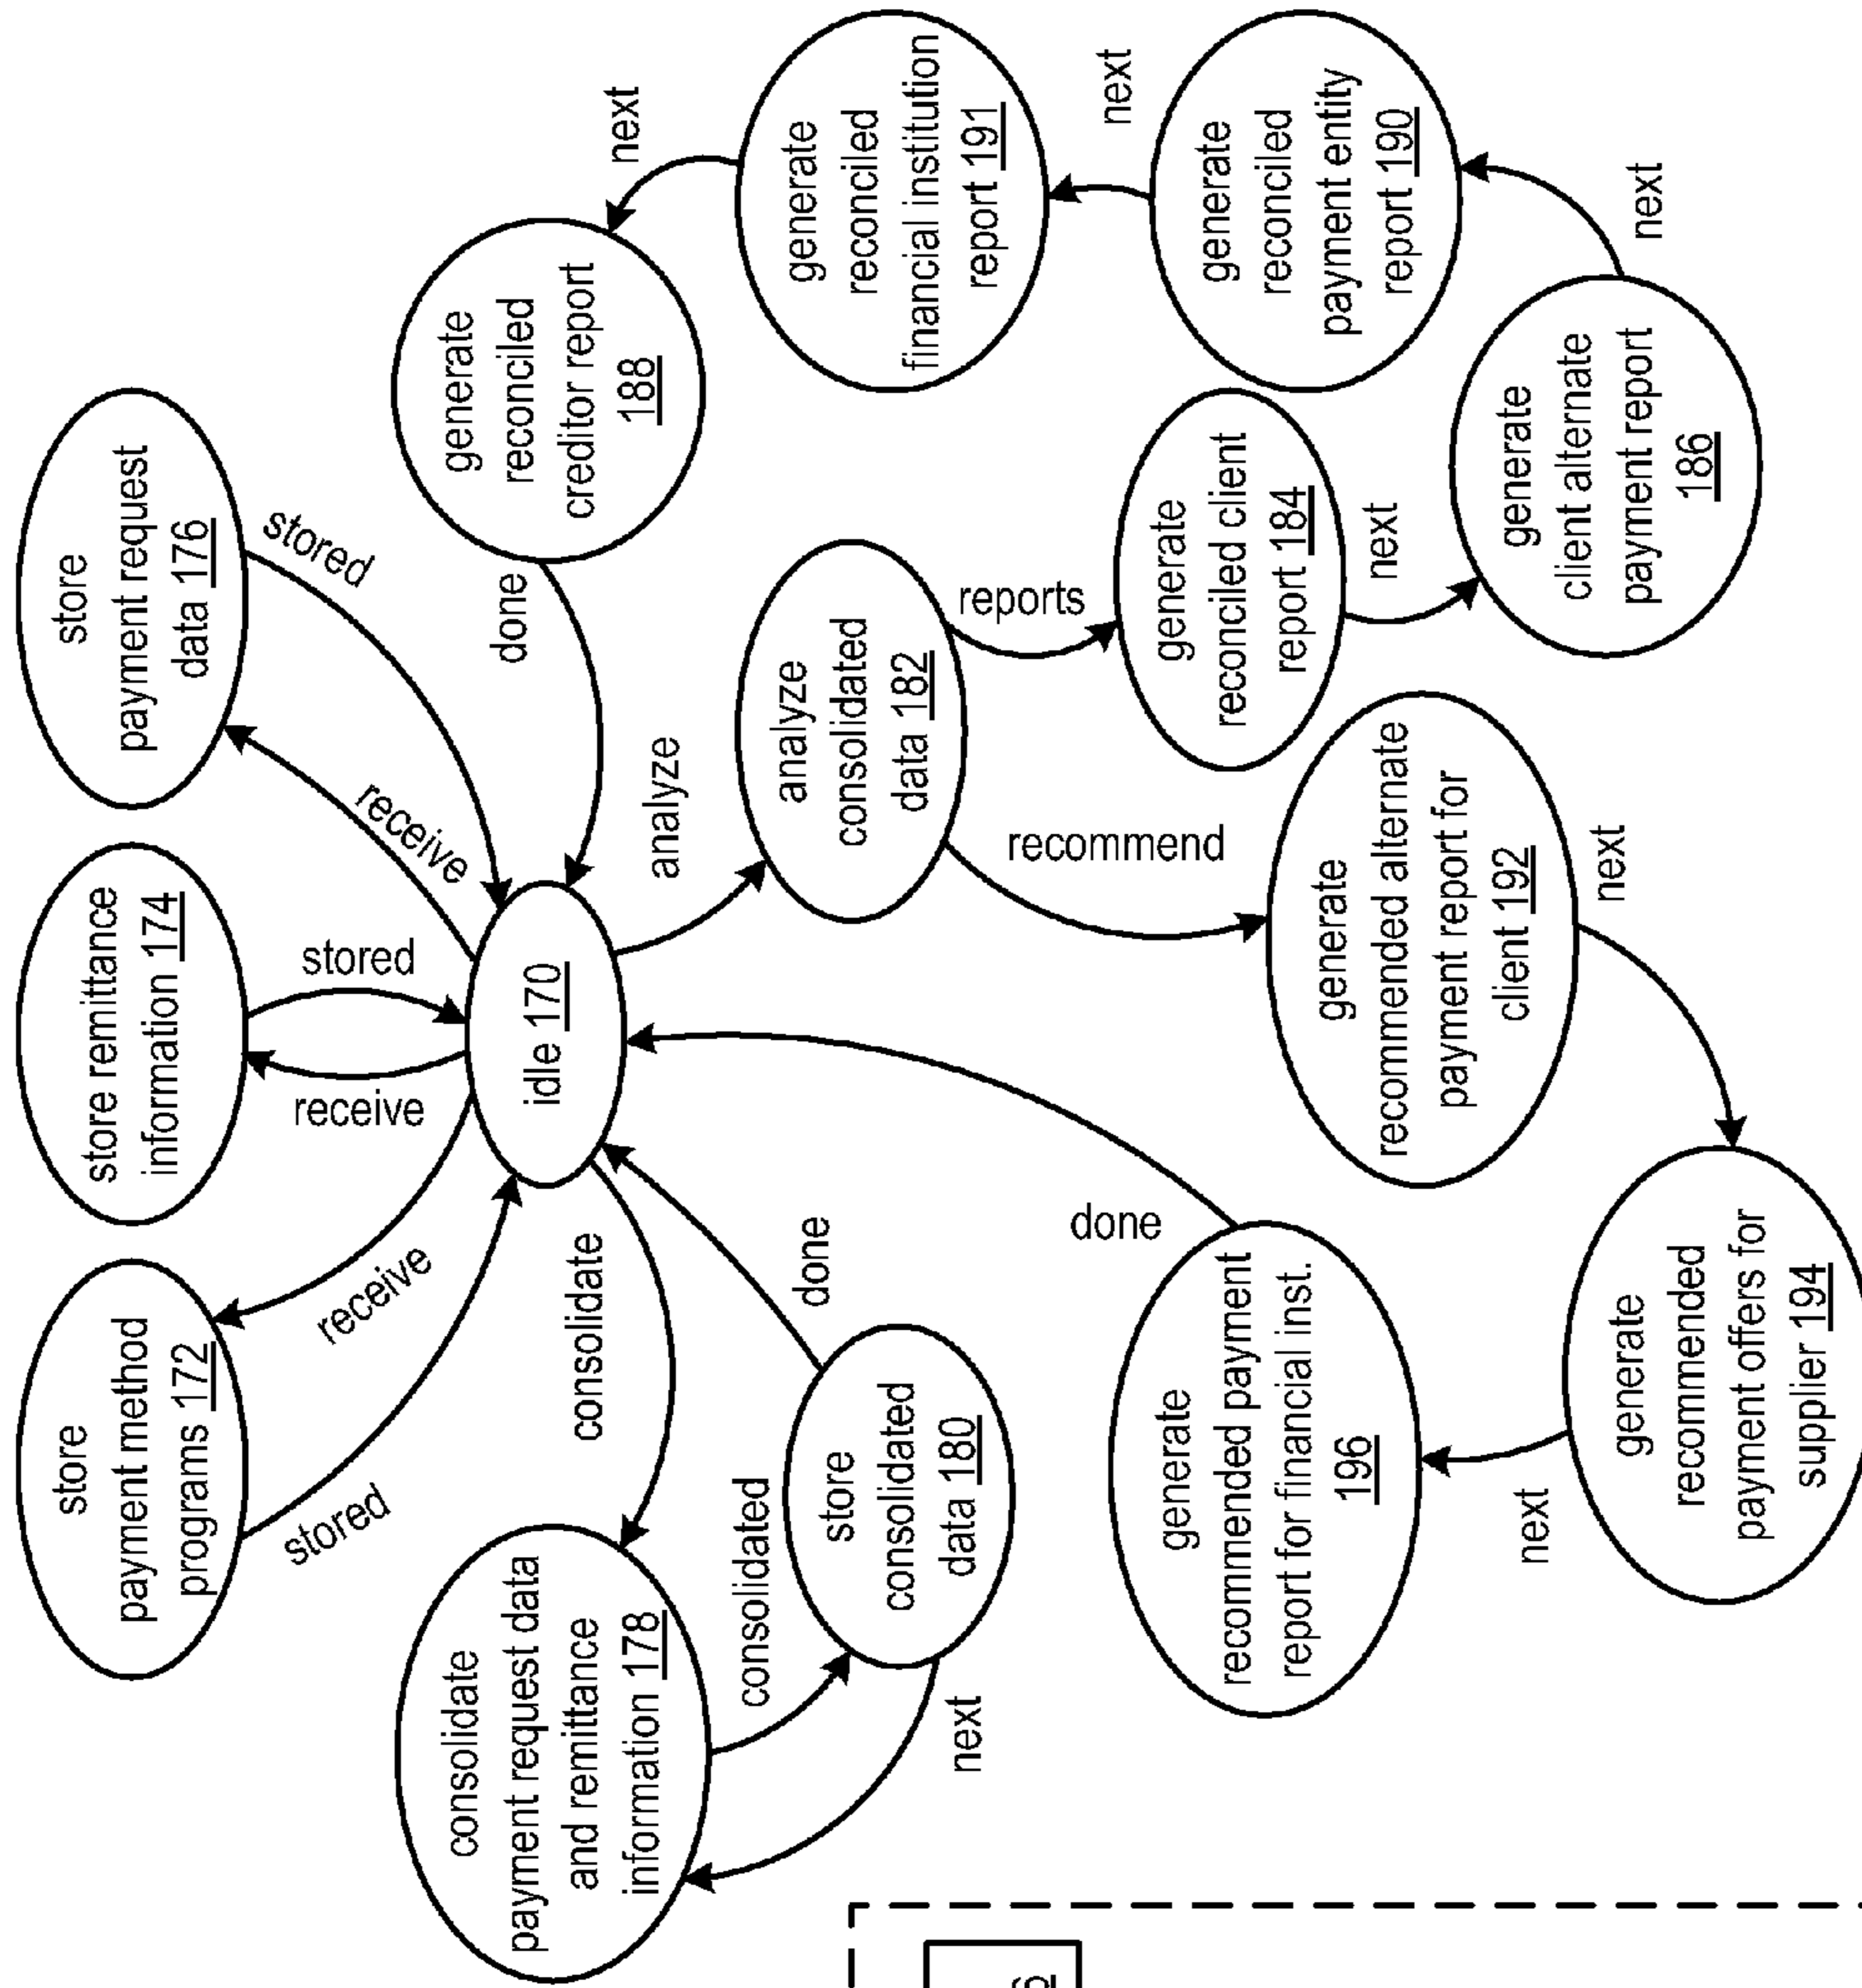 store
payment method
programs 172
store remittance
information 174
store
payment request
data 176
receive
stored
receive
stored
receive
stored
idle 170
consolidate
payment request data
and remittance
information 178
consolidate
consolidated
store
consolidated
data 180
next
done
analyze
analyze
consolidated
data 182
done
generate
reconciled
creditor report
188
next
generate
reconciled
financial institution
report 191
next
generate
reconciled
payment entity
report 190
next
reports
generate
reconciled client
report 184
next
generate
client alternate
payment report
186
recommend
generate
recommended alternate
payment report for
client 192
next
generate
recommended
payment offers for
supplier 194
next
generate
recommended payment
report for financial inst.
196
done